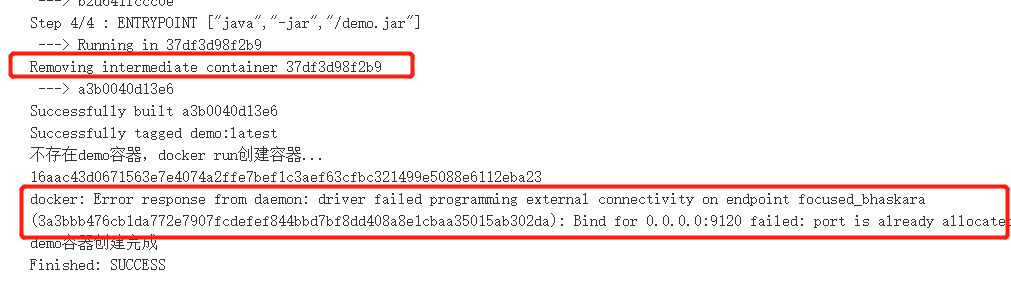 Step 4/4 : ENTRYPOINT ["java","-jar","/demo.jar"]
---> Running in 37df3d98f2b9
Removing intermediate container 37df3d98f2b9
---> a3b0040d13e6
Successfully built a3b0040d13e6
Successfully tagged demo:latest
不存在demo容器，docker run创建容器...
16aac43d0671563e7e4074a2ffe7bef1c3aef63cfbc321499e5088e6112eba23
docker: Error response from daemon: driver failed programming external connectivity on endpoint focused_bhaskara
(3a3bbb476cb1da772e7907fcdefef844bbd7bf8dd408a8e1cbaa35015ab302da): Bind for 0.0.0.0:9120 failed: port is already allocate
demo容器创建完成
Finished: SUCCESS